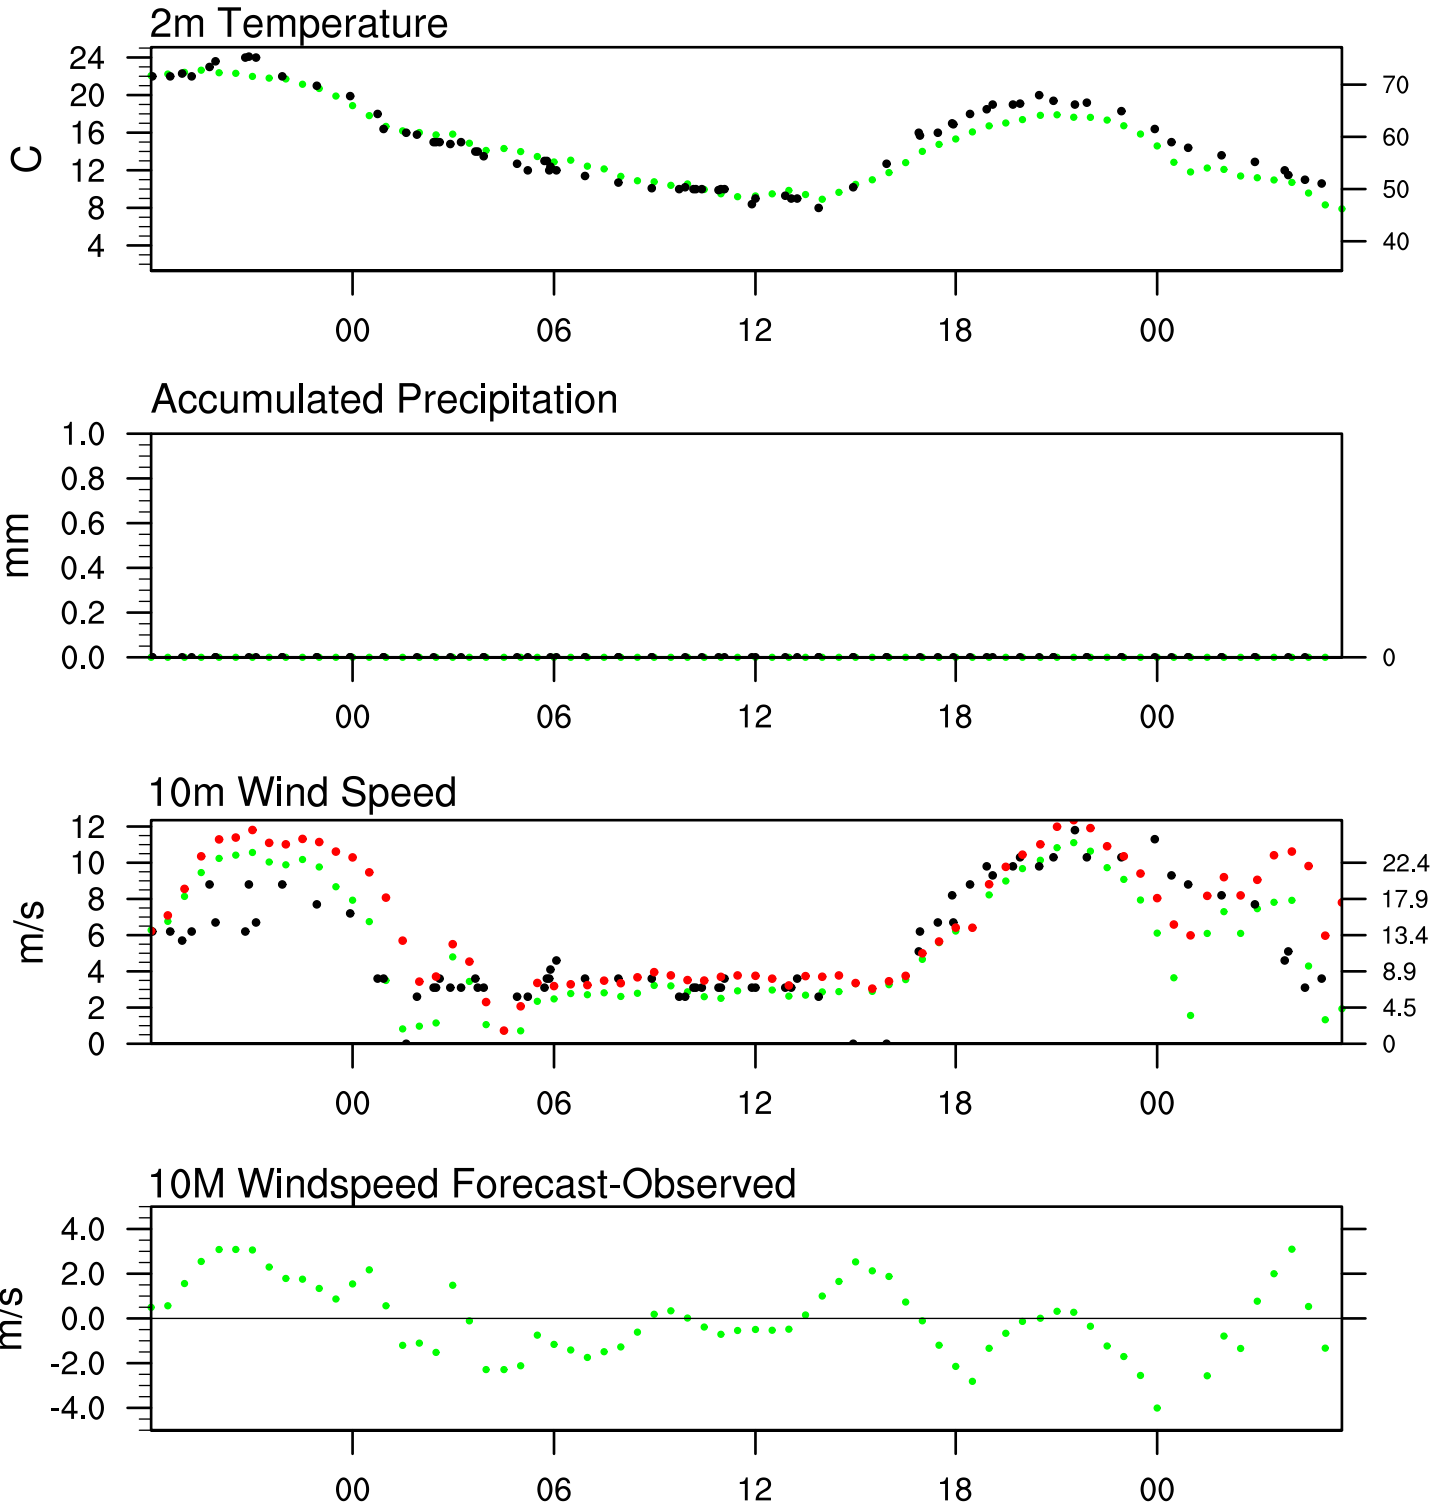 2m Temperature
24
20
16
12
8
4
C
70
60
50
40
00 06 12 18 00
Accumulated Precipitation
1.0
0.8
0.6
0.4
0.2
0.0
mm
0
00 06 12 18 00
10m Wind Speed
12
10
8
6
4
2
0
m/s
22.4
17.9
13.4
8.9
4.5
0
00 06 12 18 00
10M Windspeed Forecast-Observed
4.0
2.0
0.0
-2.0
-4.0
m/s
00 06 12 18 00